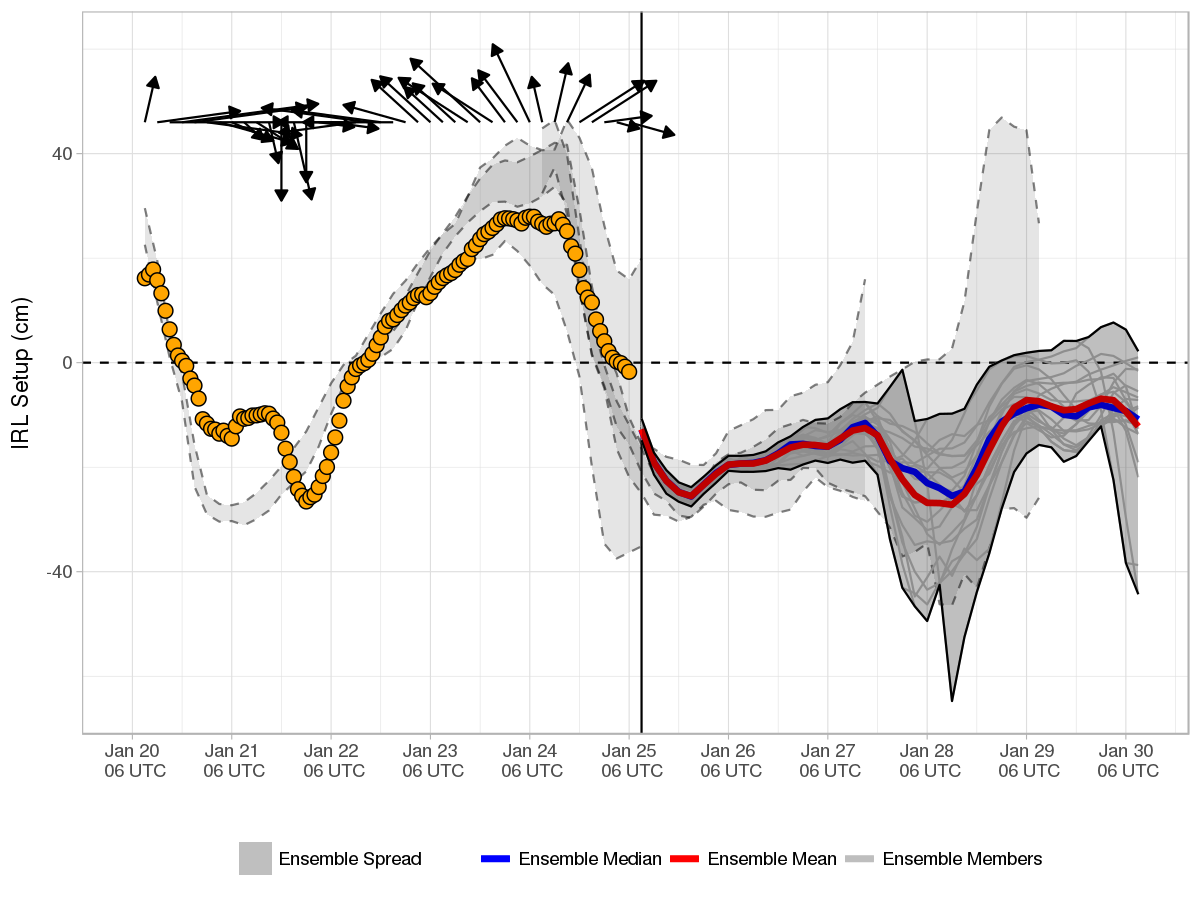 IRL Setup (cm)
40
0
-40
Jan 20 Jan 21 Jan 22 Jan 23 Jan 24 Jan 25 Jan 26 Jan 27 Jan 28 Jan 29 Jan 30
06 UTC 06 UTC 06 UTC 06 UTC 06 UTC 06 UTC 06 UTC 06 UTC 06 UTC 06 UTC 06 UTC
Ensemble Spread Ensemble Median Ensemble Mean Ensemble Members